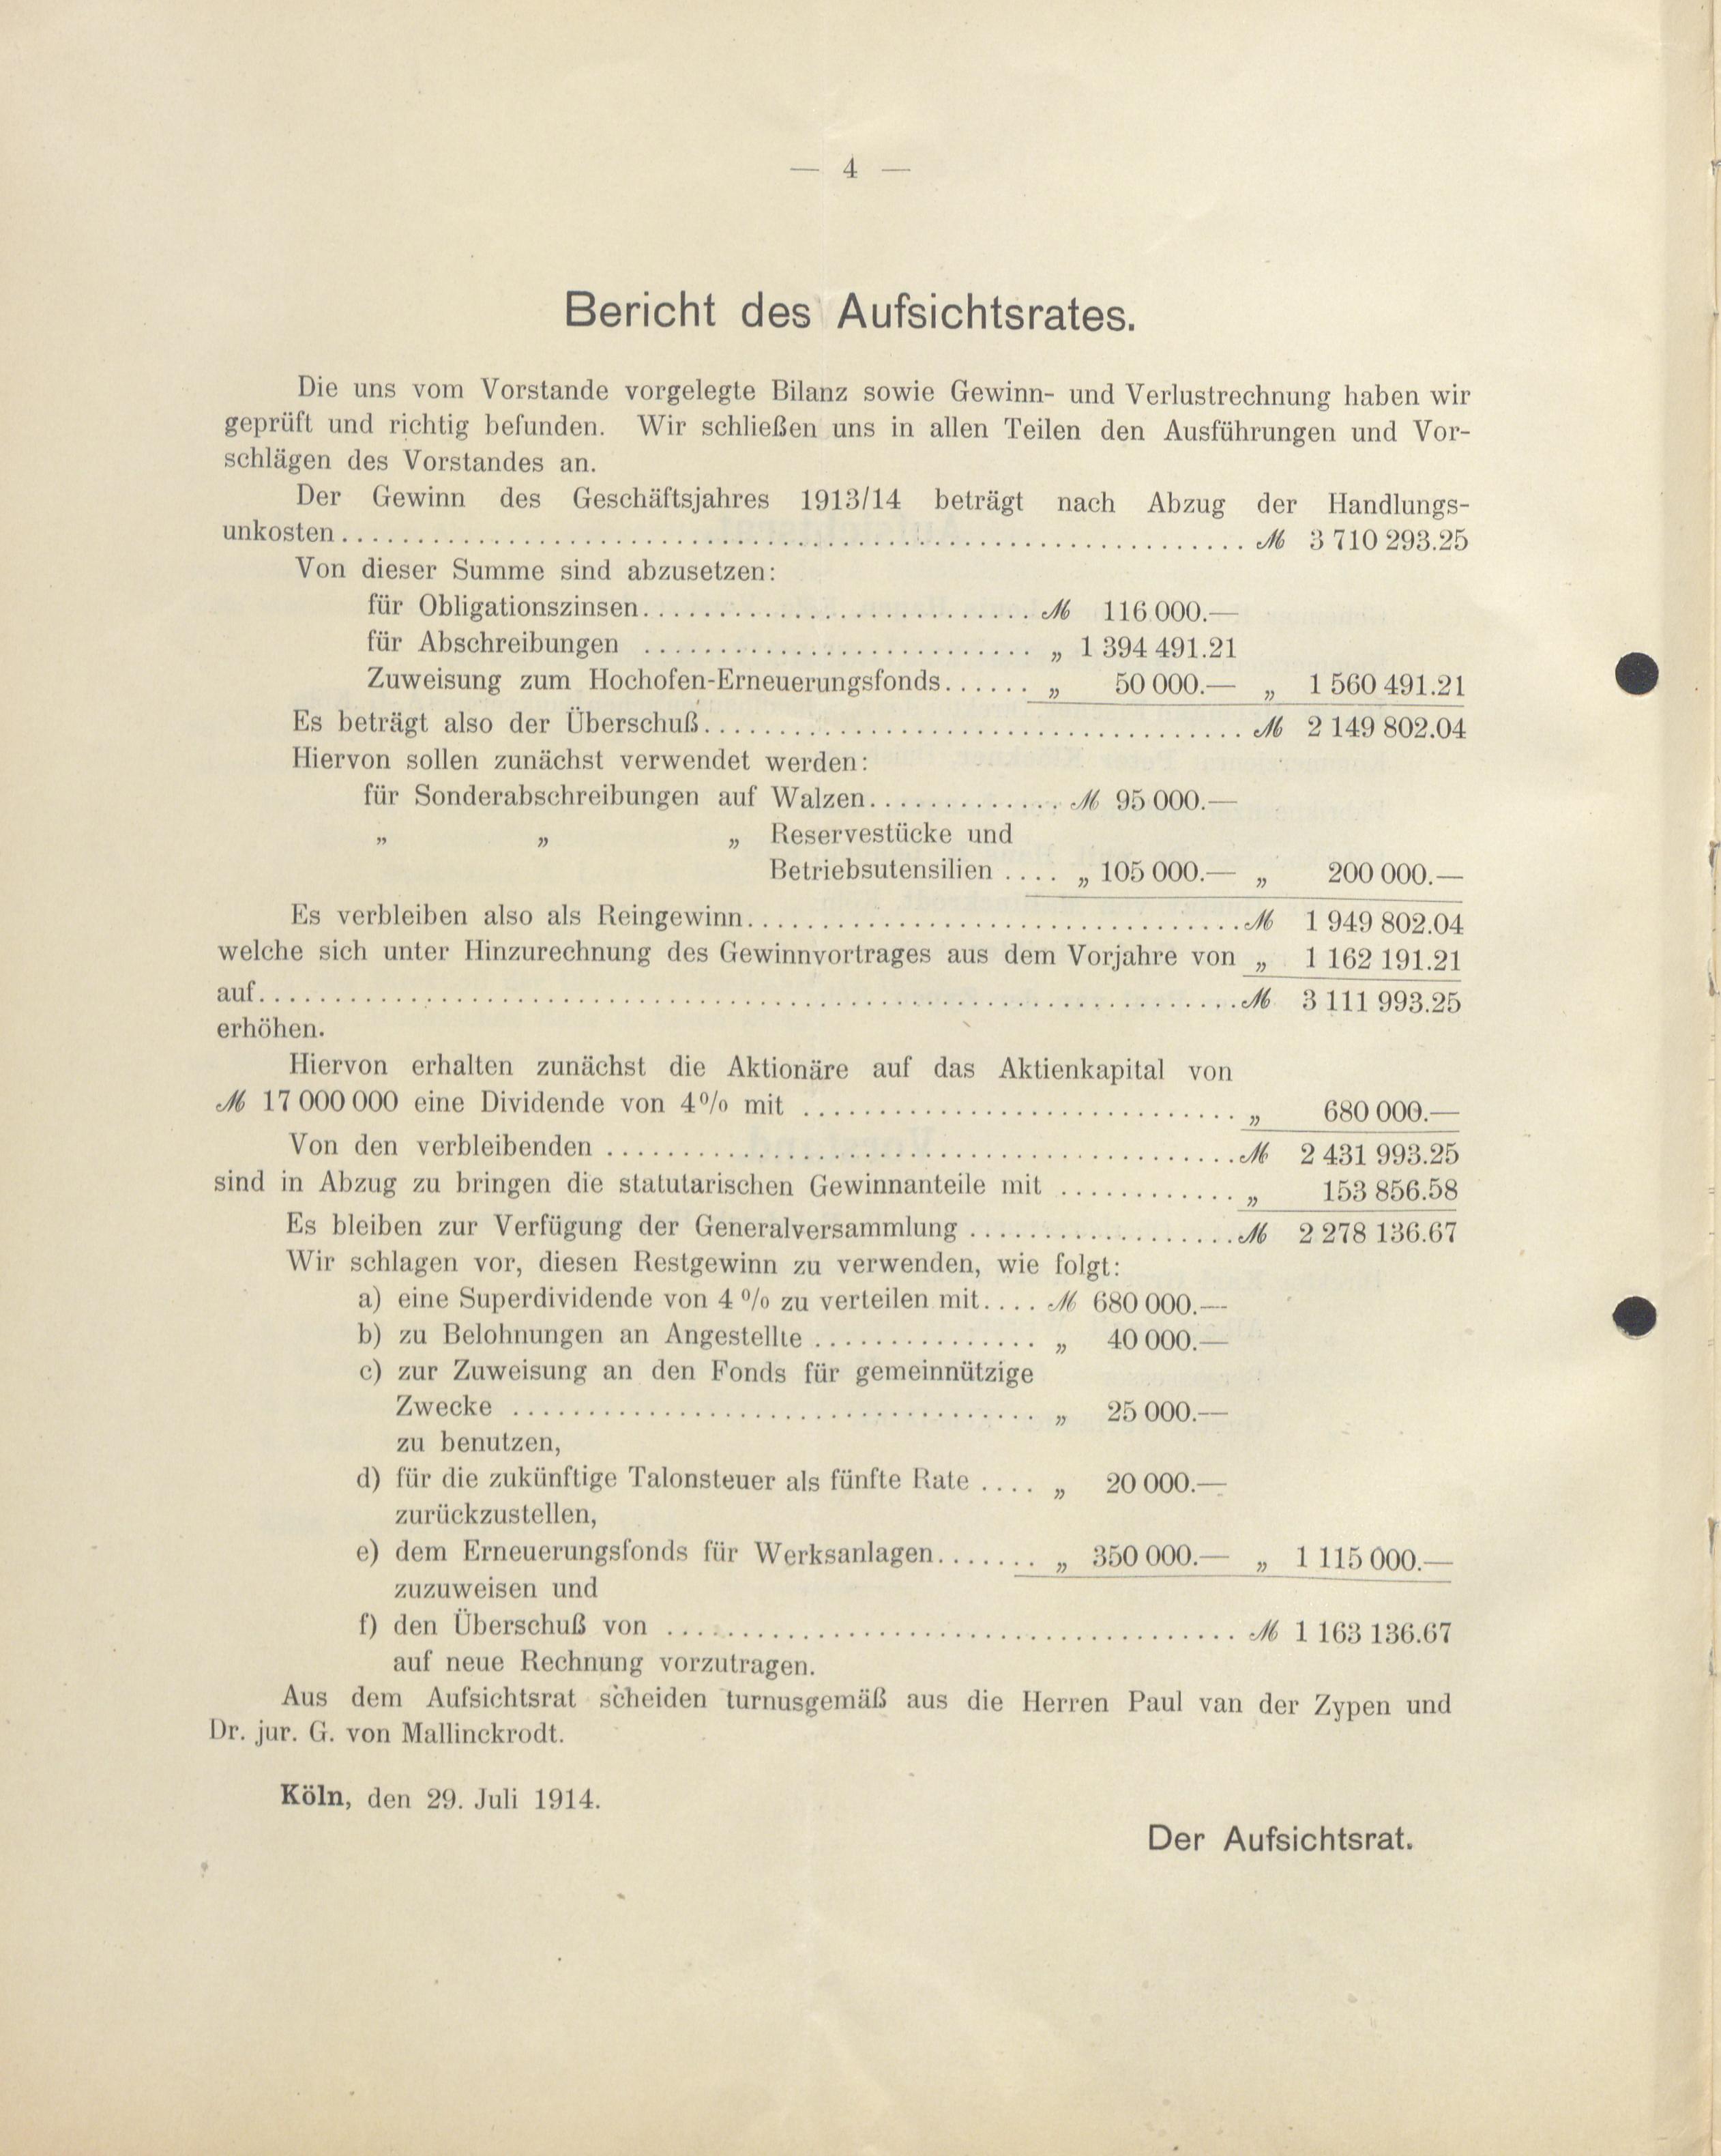 — 4 —
Bericht des Aufsichtsrates.
Die uns vom Vorstande vorgelegte Bilanz sowie Gewinn- und Verlustrechnung haben wir
geprüft und richtig befunden. Wir schließen uns in allen Teilen den Ausführungen und Vor-
schlägen des Vorstandes an.
Der Gewinn des Geschäftsjahres 1913/14 beträgt nach Abzug der Handlungs-
unkosten.......... ℳ 3 710 293.25
Von dieser Summe sind abzusetzen:
für Obligationszinsen.......... ℳ 116 000.—
für Abschreibungen .......... „ 1 394 491.21
Zuweisung zum Hochofen-Erneuerungsfonds...... „ 50 000.— „ 1 560 491.21
Es beträgt also der Überschuß.......... ℳ 2 149 802.04
Hiervon sollen zunächst verwendet werden:
für Sonderabschreibungen auf Walzen.......... ℳ 95 000.—
„ „ „ Reservestücke und
Betriebsutensilien .... „ 105 000.— „ 200 000.—
Es verbleiben also als Reingewinn.......... ℳ 1 949 802.04
welche sich unter Hinzurechnung des Gewinnvortrages aus dem Vorjahre von „ 1 162 191.21
auf.......... ℳ 3 111 993.25
erhöhen.
Hiervon erhalten zunächst die Aktionäre auf das Aktienkapital von
ℳ 17 000 000 eine Dividende von 4% mit .......... „ 680 000.—
Von den verbleibenden .......... ℳ 2 431 993.25
sind in Abzug zu bringen die statutarischen Gewinnanteile mit .......... „ 153 856.58
Es bleiben zur Verfügung der Generalversammlung .......... ℳ 2 278 136.67
Wir schlagen vor, diesen Restgewinn zu verwenden, wie folgt:
a) eine Superdividende von 4 % zu verteilen mit.... ℳ 680 000.—
b) zu Belohnungen an Angestellte .......... „ 40 000.—
c) zur Zuweisung an den Fonds für gemeinnützige
Zwecke .......... „ 25 000.—
zu benutzen,
d) für die zukünftige Talonsteuer als fünfte Rate .... „ 20 000.—
zurückzustellen,
e) dem Erneuerungsfonds für Werksanlagen....... „ 350 000.— „ 1 115 000.—
zuzuweisen und
f) den Überschuß von .......... ℳ 1 163 136.67
auf neue Rechnung vorzutragen.
Aus dem Aufsichtsrat scheiden turnusgemäß aus die Herren Paul van der Zypen und
Dr. jur. G. von Mallinckrodt.
Köln, den 29. Juli 1914.
Der Aufsichtsrat.